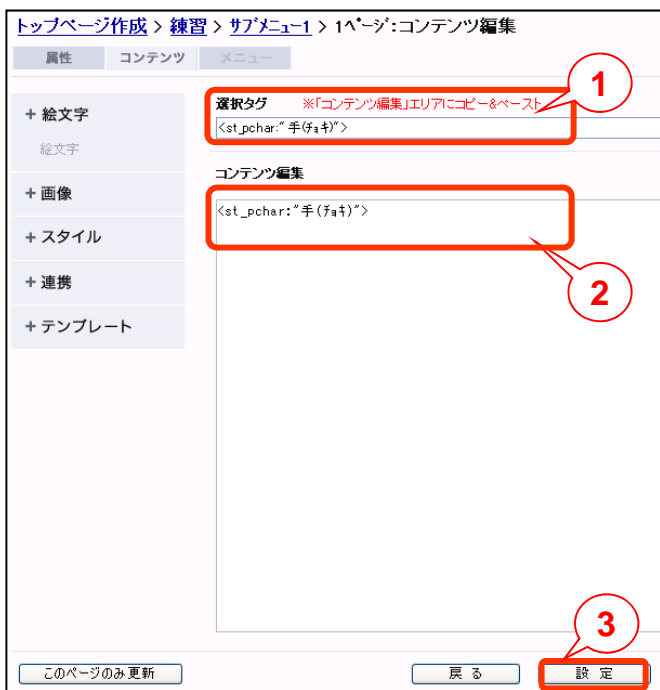 トップページ作成 > 練習 > ｻﾌﾞﾒﾆｭｰ1 > 1ﾍﾟｰｼﾞ:コンテンツ編集
属性 コンテンツ メニュー
1
+ 絵文字
絵文字
+ 画像
+ スタイル
+ 連携
+ テンプレート
選択タグ ※「コンテンツ編集」エリアにコピー&ペースト
<st_pchar:"手(ﾁｮｷ)">
コンテンツ編集
<st_pchar:"手(ﾁｮｷ)">
2
3
このページのみ更新 戻 る 設 定